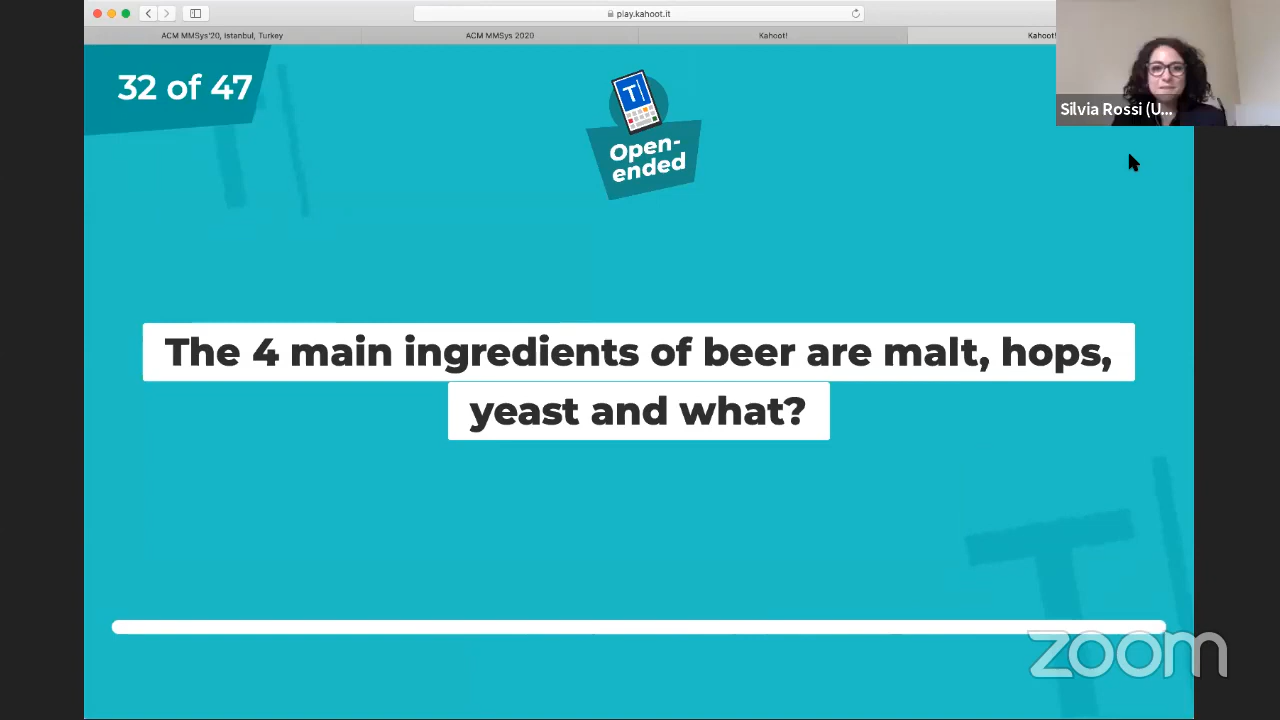 play.kahoot.it
ACM MMSys'20, Istanbul, Turkey
ACM MMSys 2020
Kahoot!
Kahoot!
32 of 47
T|
Open-
ended
Silvia Rossi (U...
The 4 main ingredients of beer are malt, hops,
yeast and what?
T|
zoom